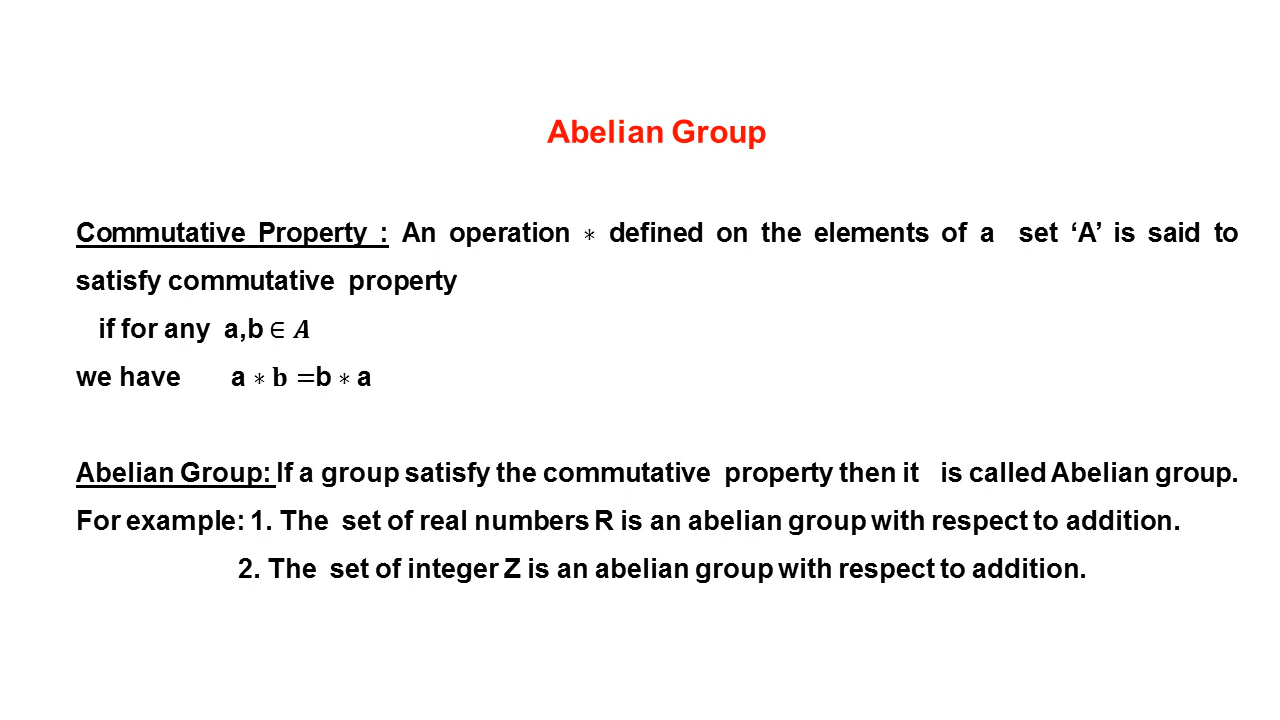 Abelian Group
Commutative Property : An operation ∗ defined on the elements of a set ‘A’ is said to
satisfy commutative property
if for any a,b ∈ A
we have a ∗ b =b ∗ a
Abelian Group: If a group satisfy the commutative property then it is called Abelian group.
For example: 1. The set of real numbers R is an abelian group with respect to addition.
2. The set of integer Z is an abelian group with respect to addition.